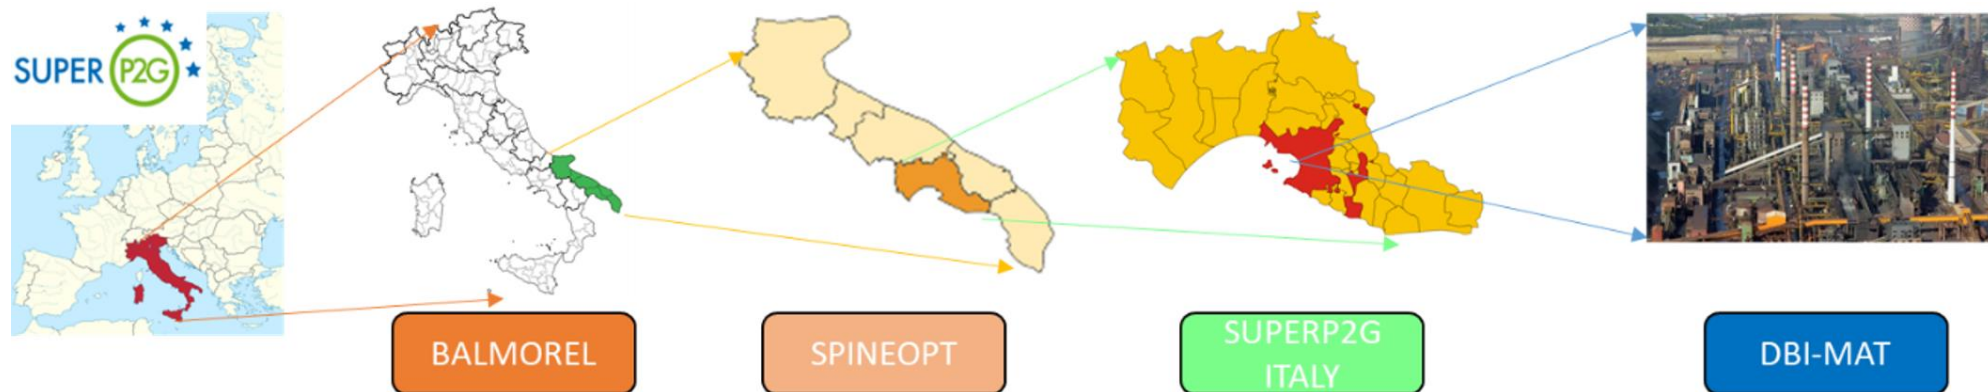 SUPER P2G
BALMOREL
SPINEOPT
SUPERP2G
ITALY
DBI-MAT